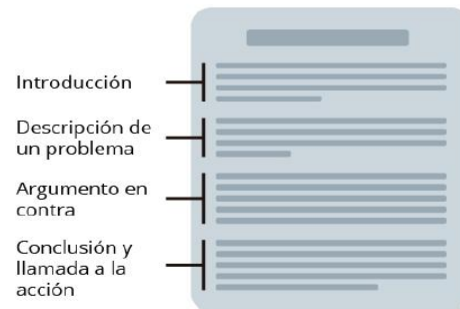 Introducción
Descripción de
un problema
Argumento en
contra
Conclusión y
llamada a la
acción